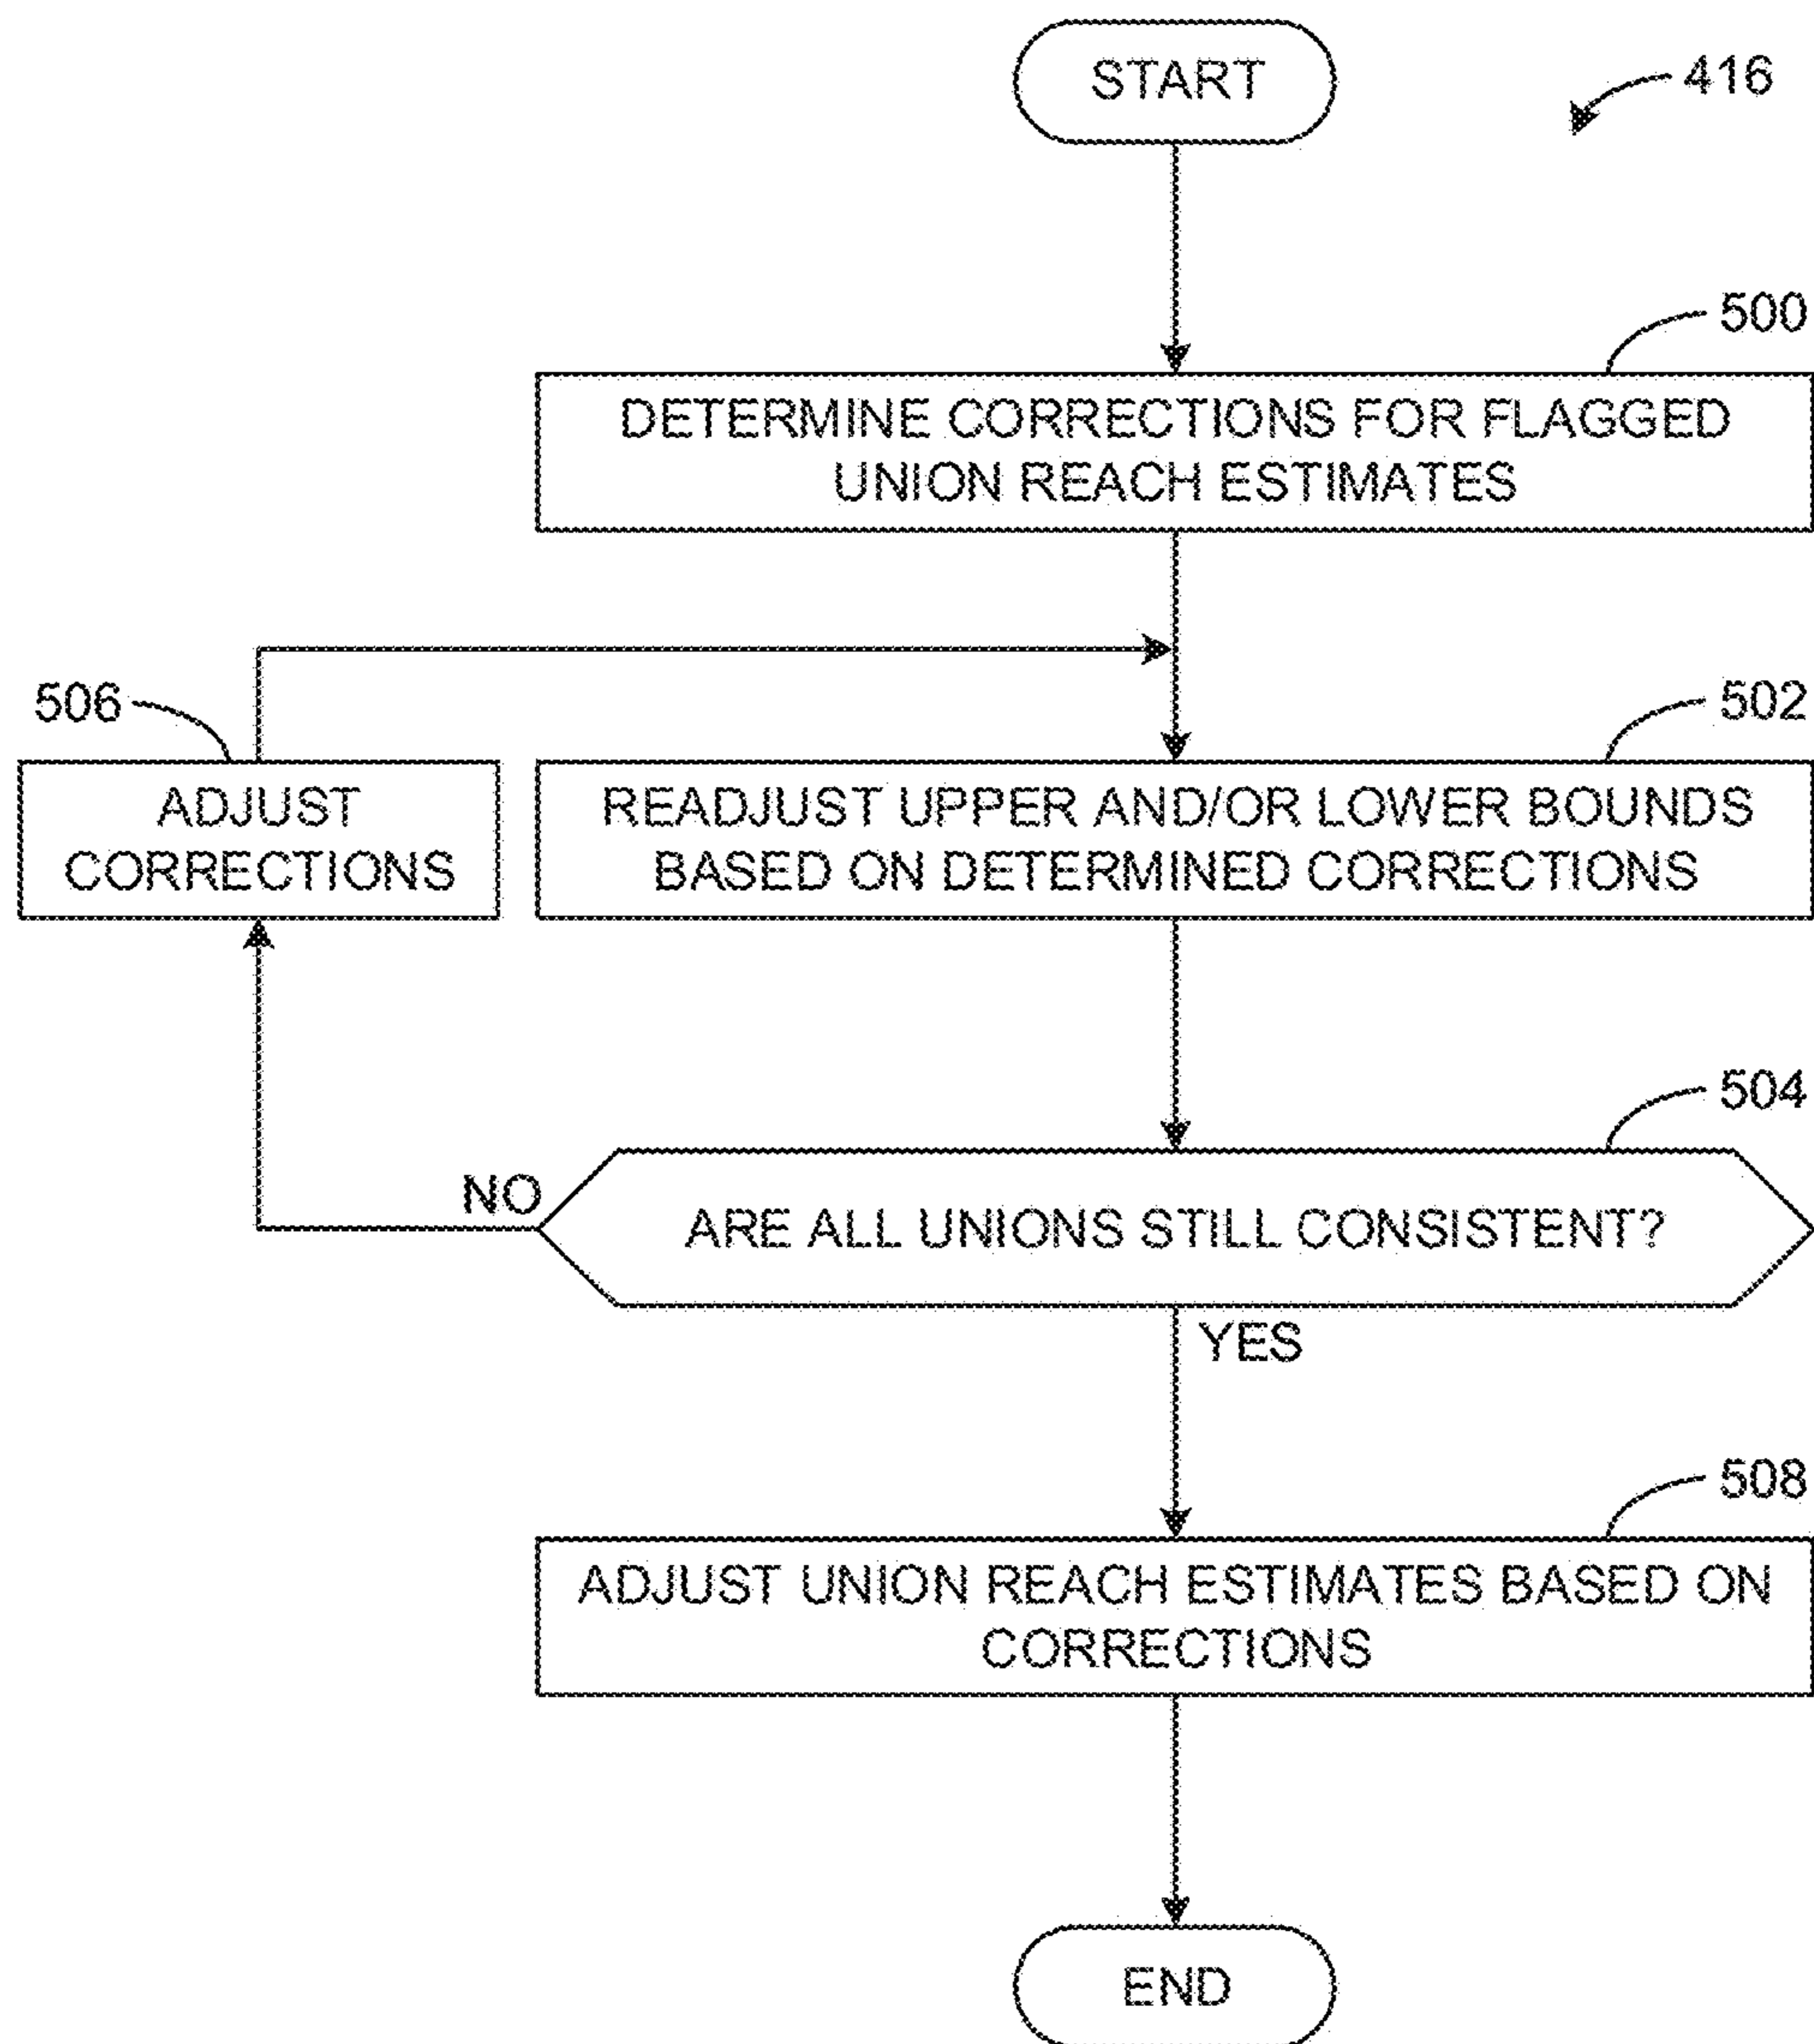 START
416
500
DETERMINE CORRECTIONS FOR FLAGGED
UNION REACH ESTIMATES
506
502
ADJUST
CORRECTIONS
READJUST UPPER AND/OR LOWER BOUNDS
BASED ON DETERMINED CORRECTIONS
504
NO
ARE ALL UNIONS STILL CONSISTENT?
YES
508
ADJUST UNION REACH ESTIMATES BASED ON
CORRECTIONS
END